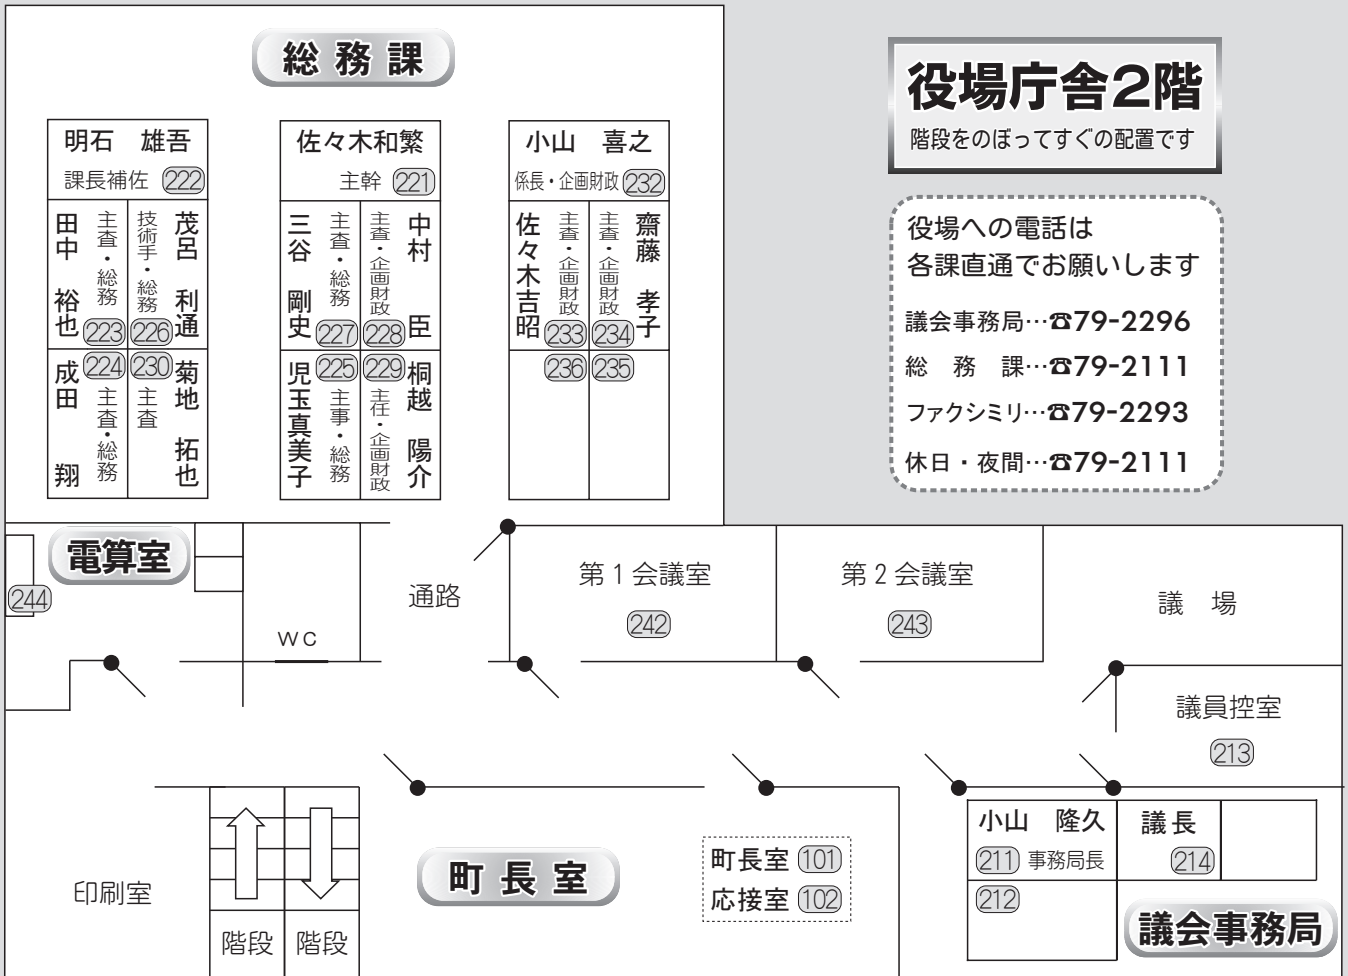 総務課
明石 雄吾
課長補佐 222
田中 裕也
主査・総務
223
技術手・総務
226
茂呂 利通
成田 翔
224
主査・総務
230
主査
菊地 拓也
佐々木和繁
主幹 221
三谷 剛史
主査・総務
227
主査・企画財政
228
中村 臣
児玉真美子
225
主事・総務
229
主任・企画財政
桐越 陽介
小山 喜之
係長・企画財政 232
佐々木吉昭
主査・企画財政
233
主査・企画財政
234
齋藤 孝子
236
235
役場庁舎2階
階段をのぼってすぐの配置です
役場への電話は
各課直通でお願いします
議会事務局…☎79-2296
総 務 課…☎79-2111
ファクシミリ…☎79-2293
休日・夜間…☎79-2111
電算室
244
WC
通路
第1会議室
242
第2会議室
243
議 場
議員控室
213
印刷室
階段
階段
町長室
町長室 101
応接室 102
小山 隆久
211 事務局長
212
議長
214
議会事務局